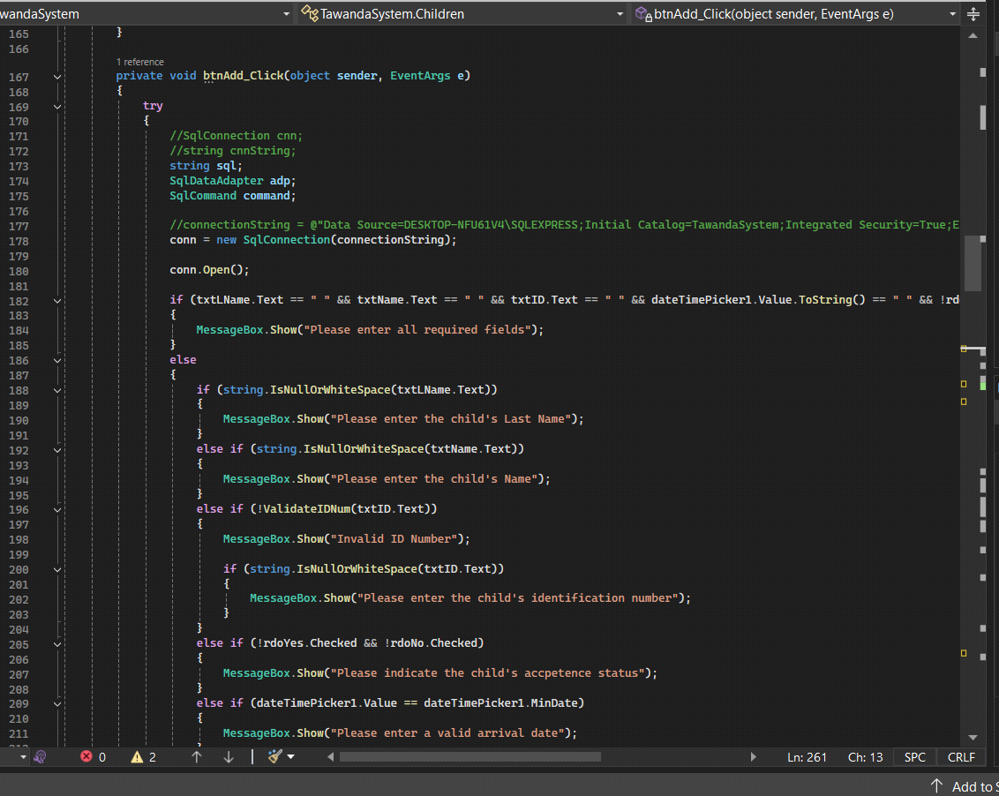 wandaSystem TawandaSystem.Children btnAdd_Click(object sender, EventArgs e)
165 }
166
1 reference
167 private void btnAdd_Click(object sender, EventArgs e)
168 {
169 try
170 {
171 //SqlConnection cnn;
172 //string cnnString;
173 string sql;
174 SqlDataAdapter adp;
175 SqlCommand command;
176
177 //connectionString = @"Data Source=DESKTOP-NFU61V4\SQLEXPRESS;Initial Catalog=TawandaSystem;Integrated Security=True;E
178 conn = new SqlConnection(connectionString);
179
180 conn.Open();
181
182 if (txtLName.Text == " " && txtName.Text == " " && txtID.Text == " " && dateTimePicker1.Value.ToString() == " " && !rd
183 {
184 MessageBox.Show("Please enter all required fields");
185 }
186 else
187 {
188 if (string.IsNullOrWhiteSpace(txtLName.Text))
189 {
190 MessageBox.Show("Please enter the child's Last Name");
191 }
192 else if (string.IsNullOrWhiteSpace(txtName.Text))
193 {
194 MessageBox.Show("Please enter the child's Name");
195 }
196 else if (!ValidateIDNum(txtID.Text))
197 {
198 MessageBox.Show("Invalid ID Number");
199
200 if (string.IsNullOrWhiteSpace(txtID.Text))
201 {
202 MessageBox.Show("Please enter the child's identification number");
203 }
204 }
205 else if (!rdoYes.Checked && !rdoNo.Checked)
206 {
207 MessageBox.Show("Please indicate the child's accpetence status");
208 }
209 else if (dateTimePicker1.Value == dateTimePicker1.MinDate)
210 {
211 MessageBox.Show("Please enter a valid arrival date");
0 2 Ln: 261 Ch: 13 SPC CRLF
Add to S